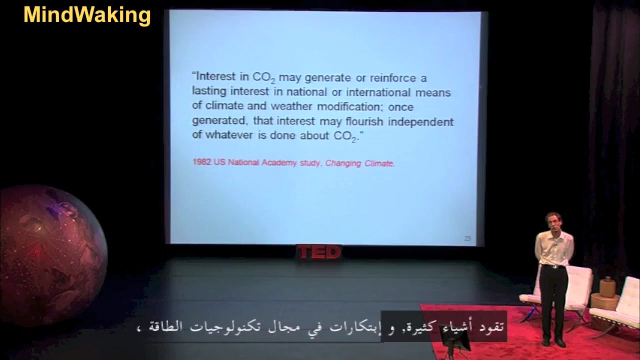 MindWaking
“Interest in CO2 may generate or reinforce a
lasting interest in national or international means
of climate and weather modification; once
generated, that interest may flourish independent
of whatever is done about CO2.”
1982 US National Academy study, Changing Climate.
23
TED
تقود أشياء كثيرة, و إبتكارات في مجال تكنولوجيات الطاقة ،